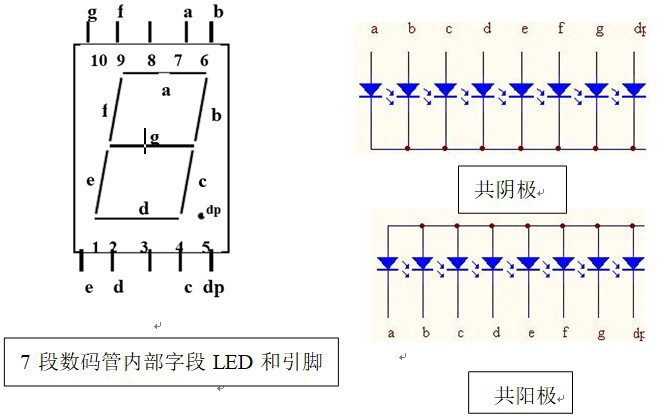 g f a b
10 9 8 7 6
a
f b
g
e c
d dp
1 2 3 4 5
e d c dp
7 段数码管内部字段 LED 和引脚
a b c d e f g dp
共阴极
a b c d e f g dp
共阳极